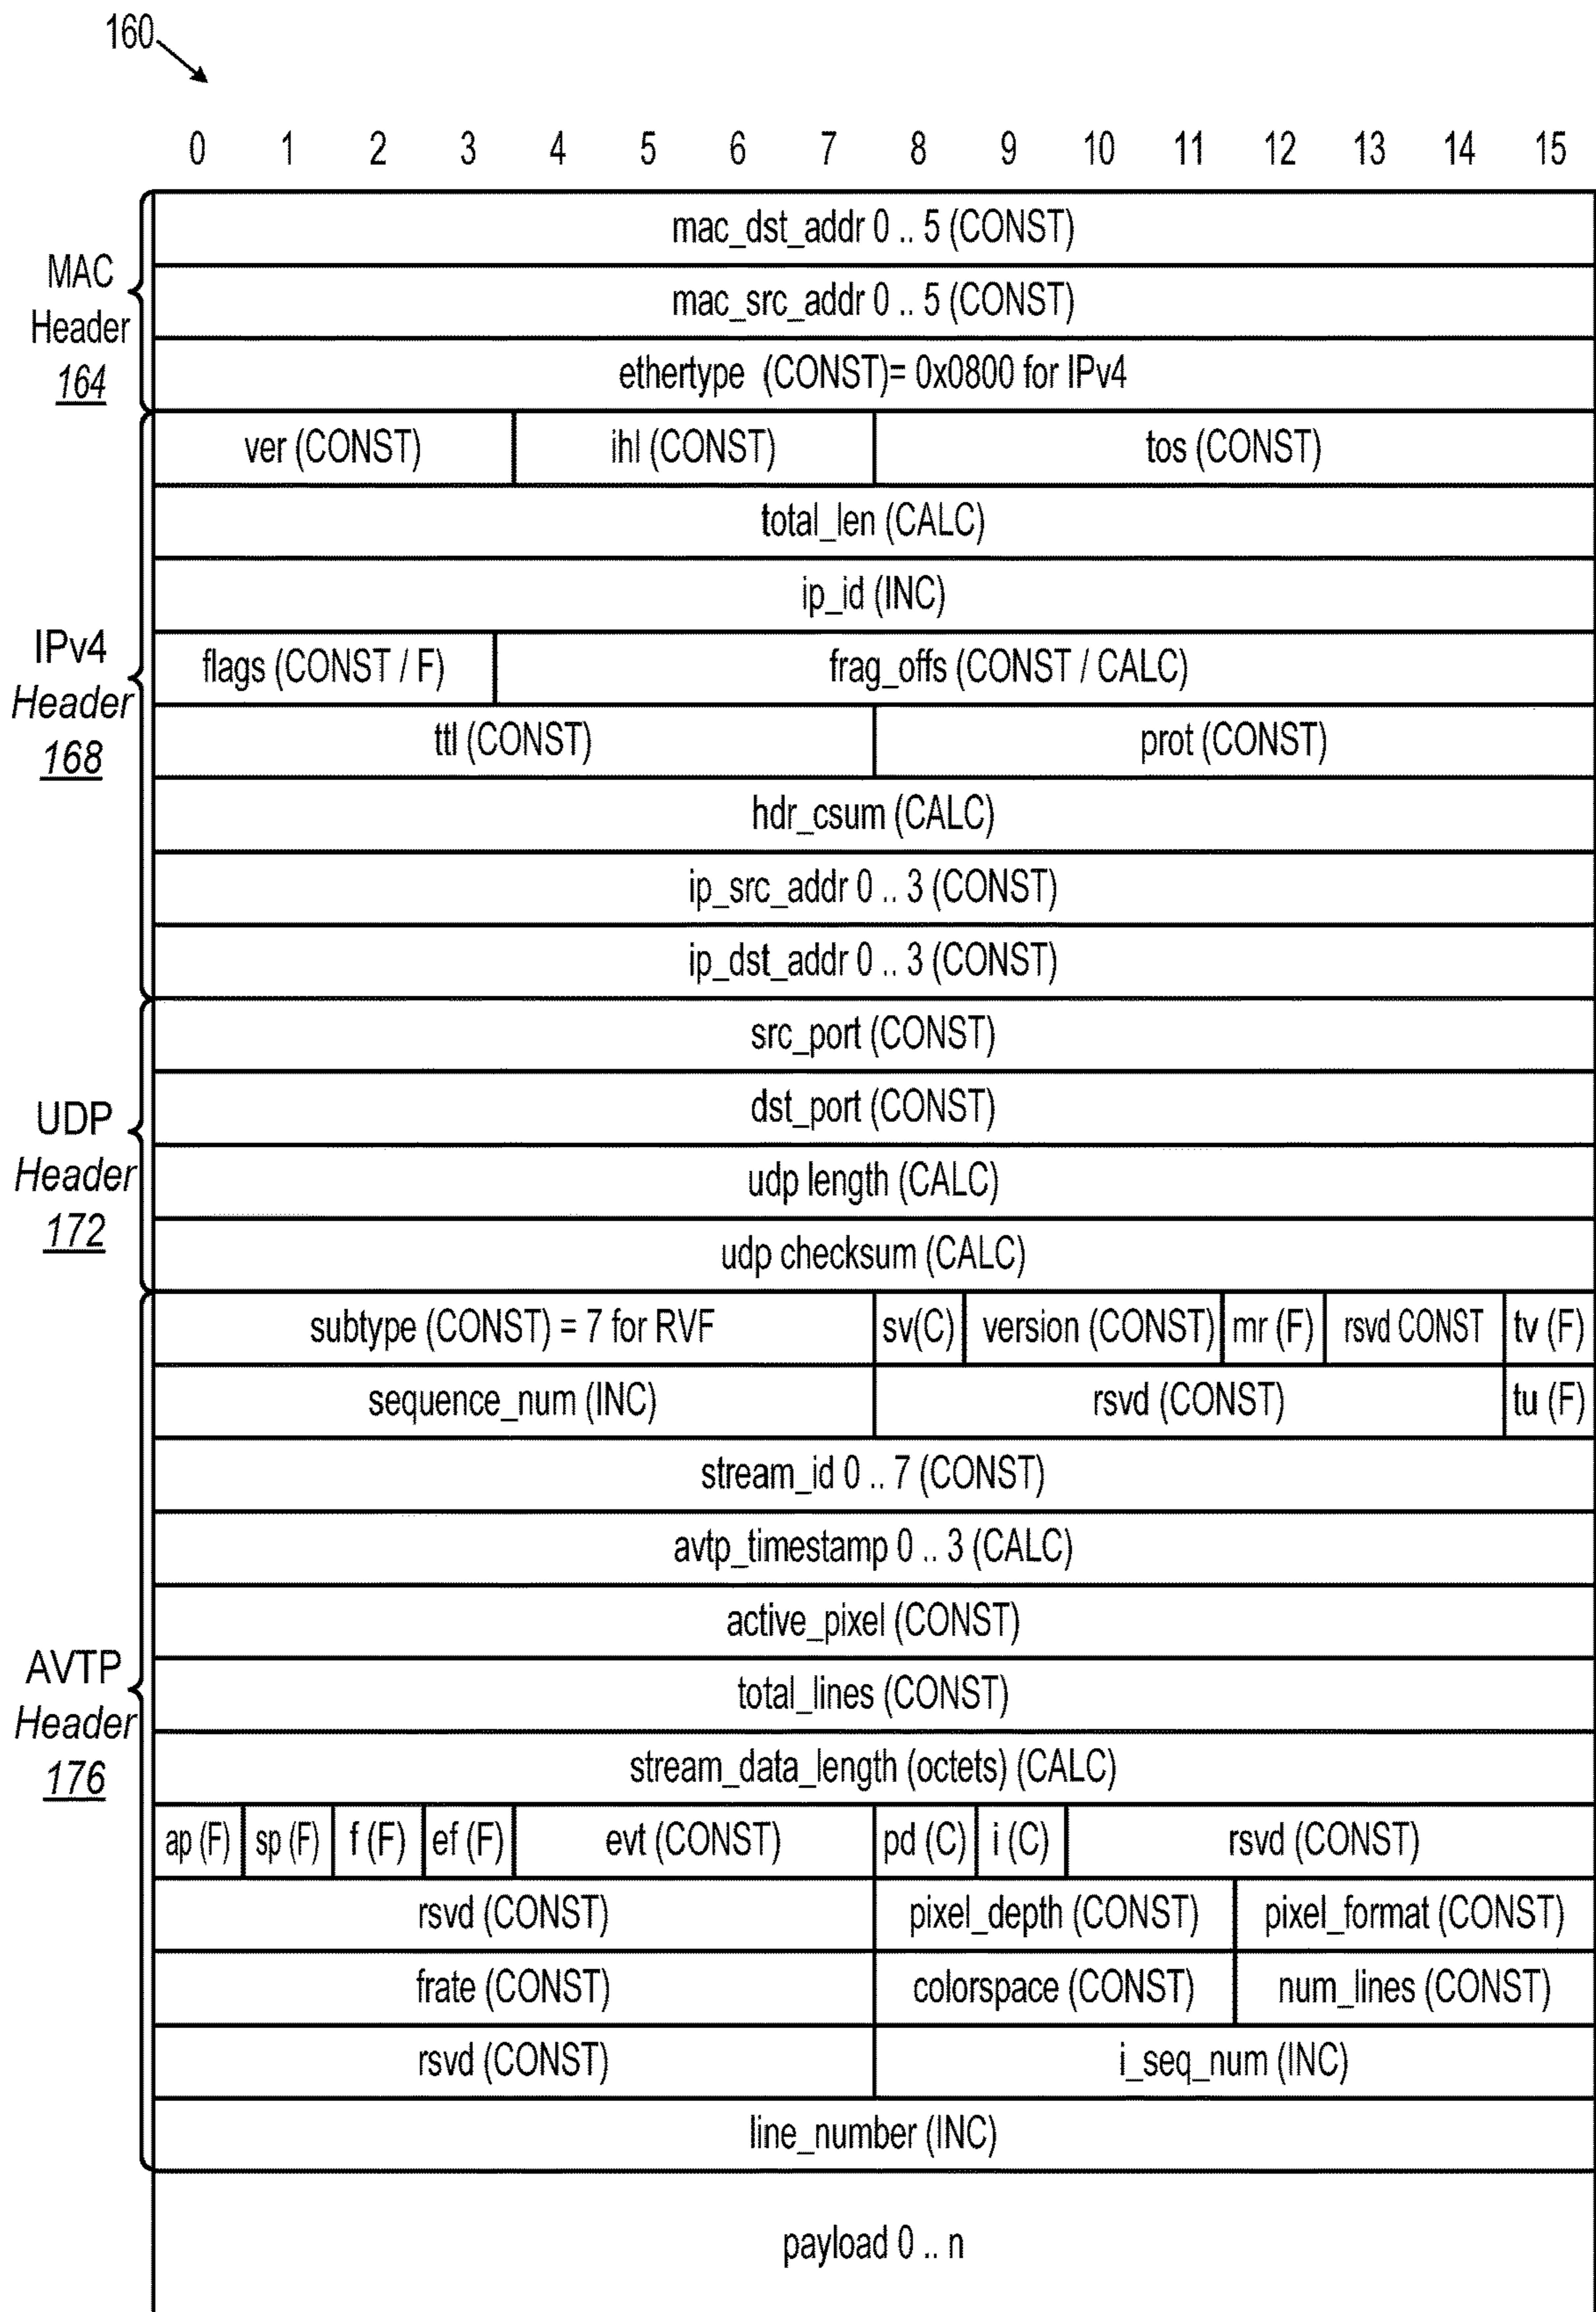 160
0 1 2 3 4 5 6 7 8 9 10 11 12 13 14 15
MAC
Header
164
mac_dst_addr 0 .. 5 (CONST)
mac_src_addr 0 .. 5 (CONST)
ethertype (CONST)= 0x0800 for IPv4
IPv4
Header
168
ver (CONST) ihl (CONST) tos (CONST)
total_len (CALC)
ip_id (INC)
flags (CONST / F) frag_offs (CONST / CALC)
ttl (CONST) prot (CONST)
hdr_csum (CALC)
ip_src_addr 0 .. 3 (CONST)
ip_dst_addr 0 .. 3 (CONST)
UDP
Header
172
src_port (CONST)
dst_port (CONST)
udp length (CALC)
udp checksum (CALC)
AVTP
Header
176
subtype (CONST) = 7 for RVF sv(C) version (CONST) mr (F) rsvd CONST tv (F)
sequence_num (INC) rsvd (CONST) tu (F)
stream_id 0 .. 7 (CONST)
avtp_timestamp 0 .. 3 (CALC)
active_pixel (CONST)
total_lines (CONST)
stream_data_length (octets) (CALC)
ap (F) sp (F) f (F) ef (F) evt (CONST) pd (C) i (C) rsvd (CONST)
rsvd (CONST) pixel_depth (CONST) pixel_format (CONST)
frate (CONST) colorspace (CONST) num_lines (CONST)
rsvd (CONST) i_seq_num (INC)
line_number (INC)
payload 0 .. n